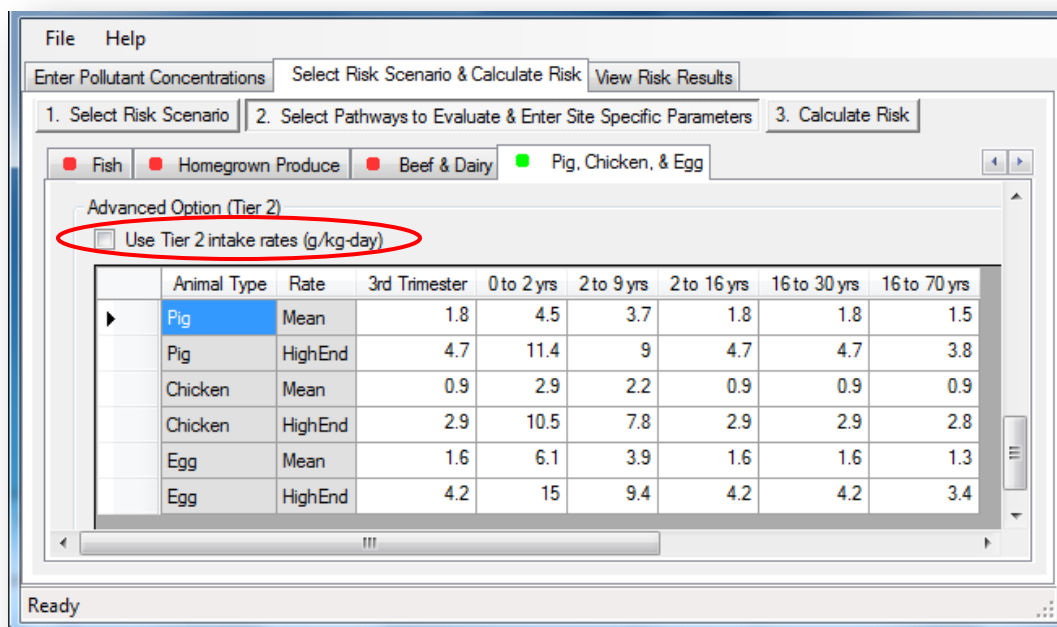 File Help
Enter Pollutant Concentrations Select Risk Scenario & Calculate Risk View Risk Results
1. Select Risk Scenario 2. Select Pathways to Evaluate & Enter Site Specific Parameters 3. Calculate Risk
Fish Homegrown Produce Beef & Dairy Pig, Chicken, & Egg
Advanced Option (Tier 2)
Use Tier 2 intake rates (g/kg-day)
Animal Type Rate 3rd Trimester 0 to 2 yrs 2 to 9 yrs 2 to 16 yrs 16 to 30 yrs 16 to 70 yrs
Pig Mean 1.8 4.5 3.7 1.8 1.8 1.5
Pig HighEnd 4.7 11.4 9 4.7 4.7 3.8
Chicken Mean 0.9 2.9 2.2 0.9 0.9 0.9
Chicken HighEnd 2.9 10.5 7.8 2.9 2.9 2.8
Egg Mean 1.6 6.1 3.9 1.6 1.6 1.3
Egg HighEnd 4.2 15 9.4 4.2 4.2 3.4
Ready